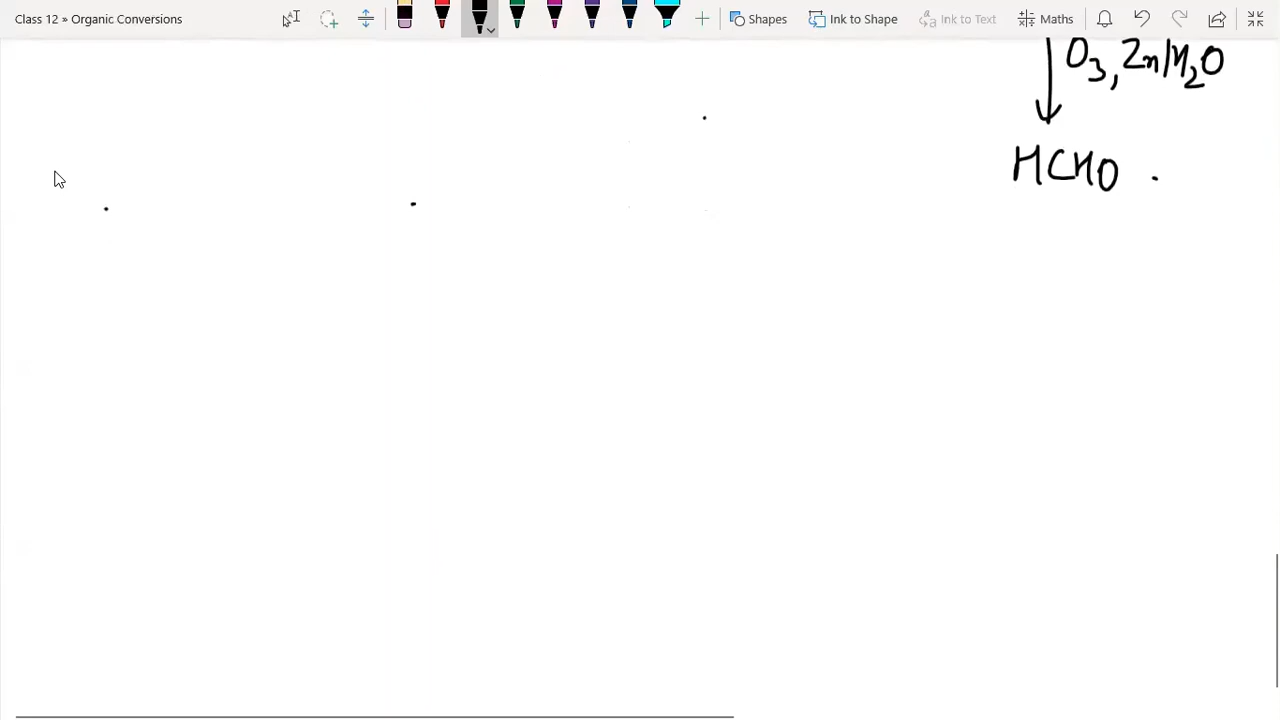 Class 12 » Organic Conversions
Shapes
Ink to Shape
Ink to Text
Maths
O3, Zn/H2O
HCHO .